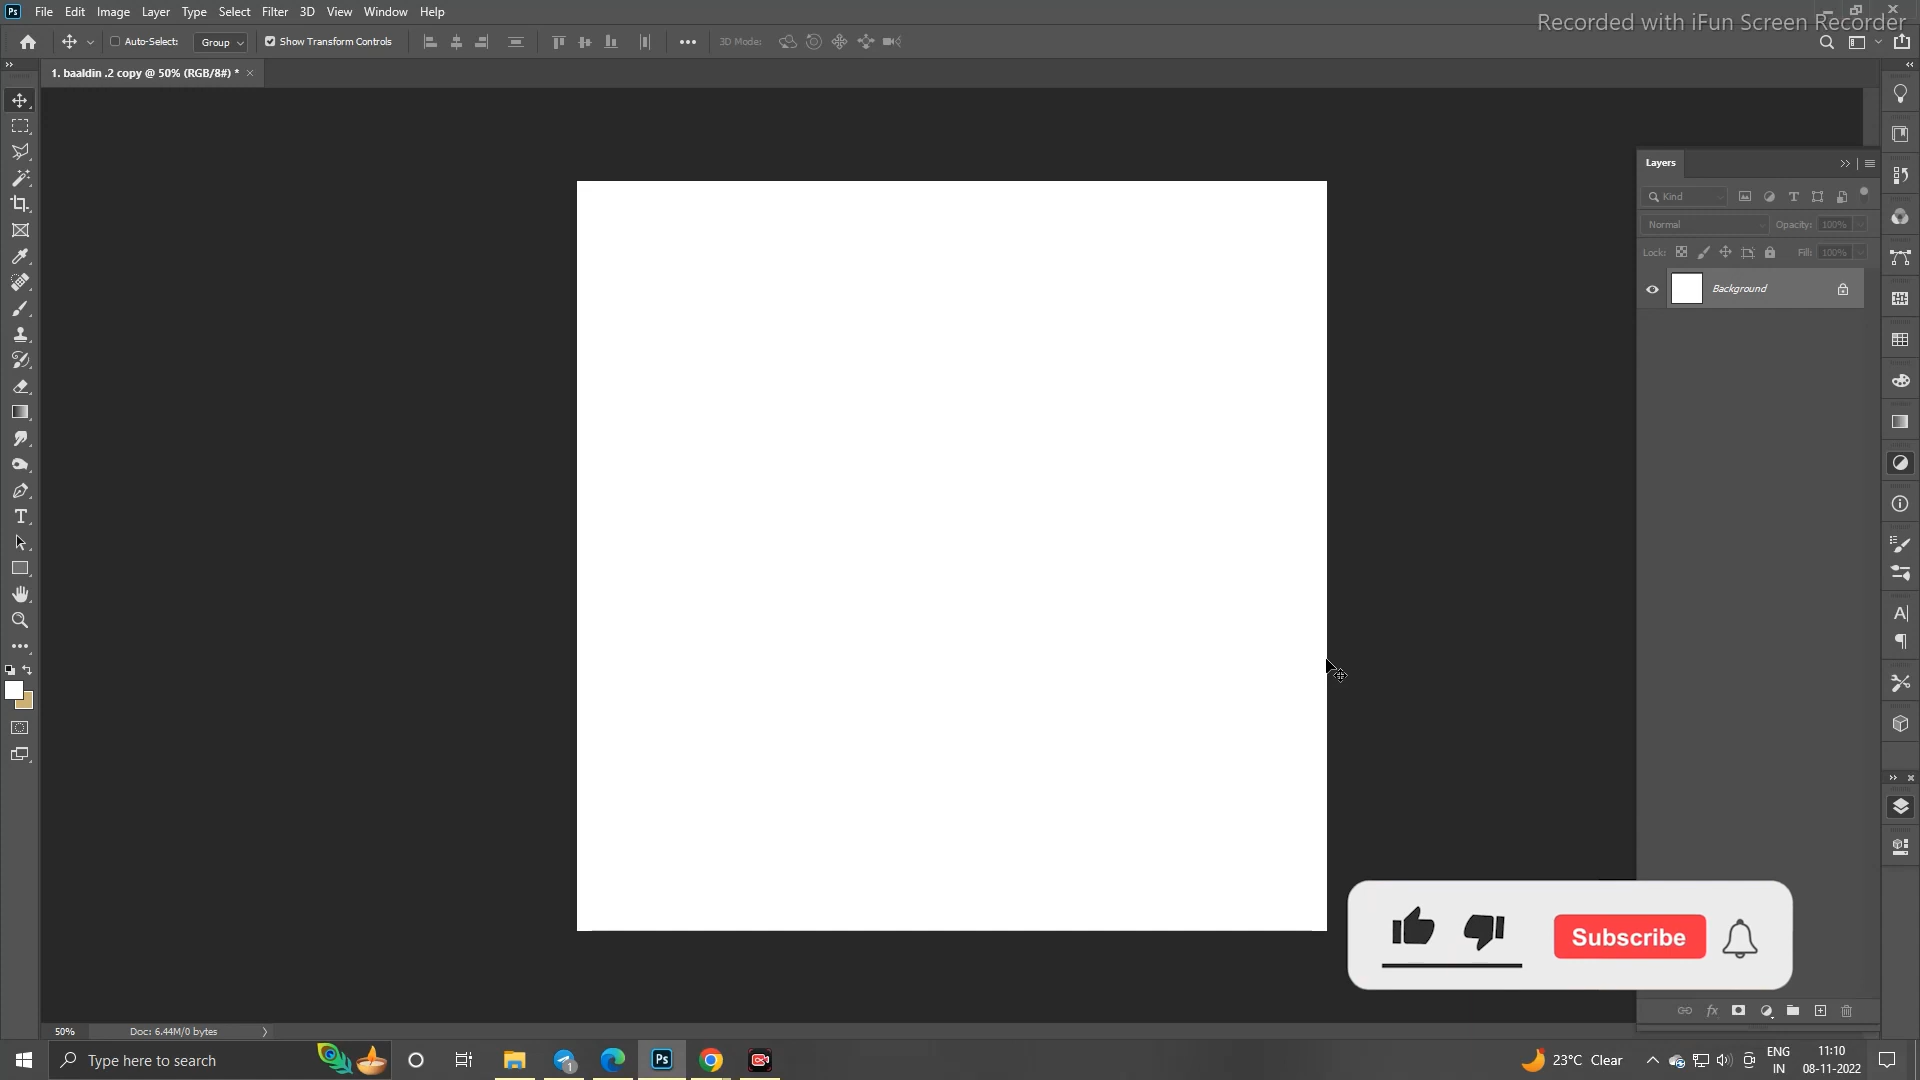 Ps File Edit Image Layer Type Select Filter 3D View Window Help
Recorded with iFun Screen Recorder
Auto-Select: Group Show Transform Controls 3D Mode:
1. baaldin .2 copy @ 50% (RGB/8#) *
Layers
Kind
Normal Opacity: 100%
Lock: Fill: 100%
Background
Subscribe
50% Doc: 6.44M/0 bytes
Type here to search
1
Ps
23°C Clear
ENG
IN
11:10
08-11-2022